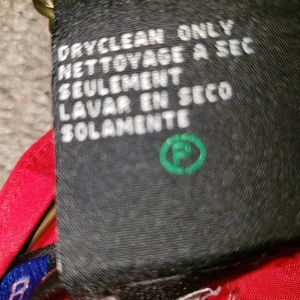 DRYCLEAN ONLY
NETTOYAGE A SEC
SEULEMENT
LAVAR EN SECO
SOLAMENTE
P